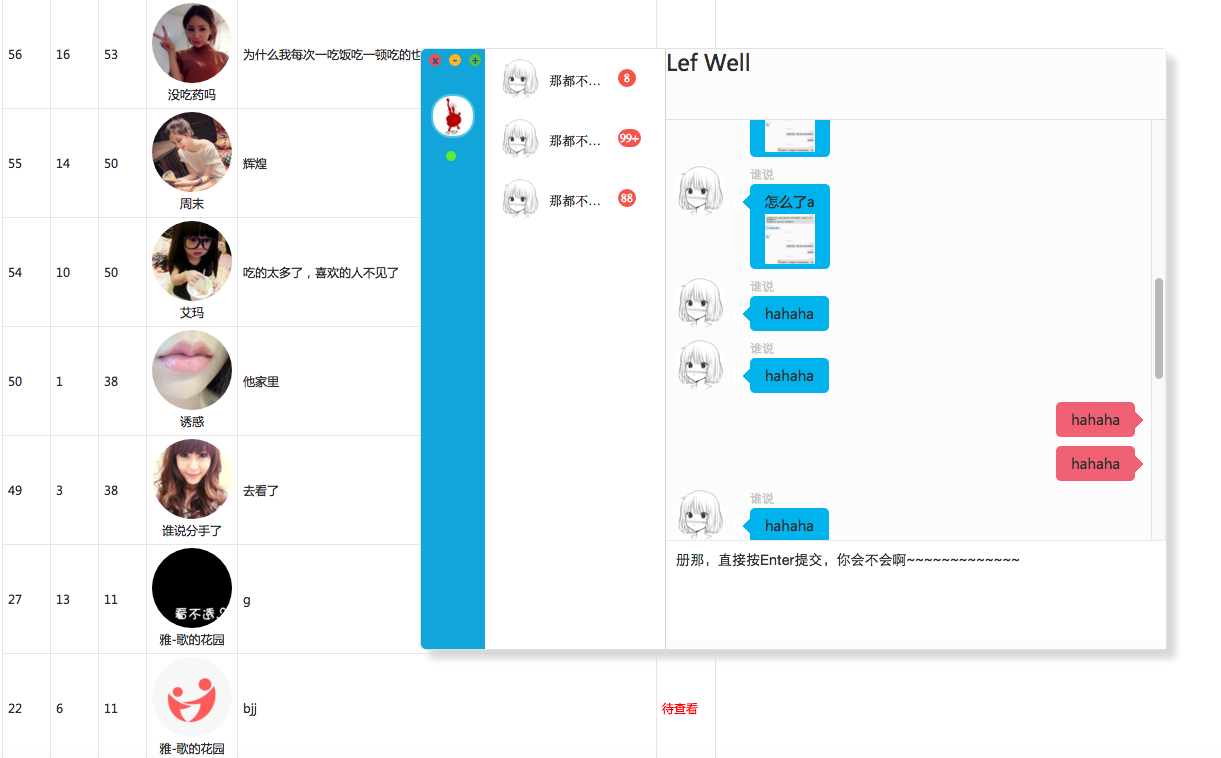 56 16 53 没吃药吗 为什么我每次一吃饭吃一顿吃的也
55 14 50 周末 辉煌
54 10 50 艾玛 吃的太多了，喜欢的人不见了
50 1 38 诱惑 他家里
49 3 38 谁说分手了 去看了
27 13 11 看不透 雅-歌的花园 g
22 6 11 雅-歌的花园 bjj 待查看
那都不... 8
那都不... 99+
那都不... 88
Lef Well
谁说
怎么了a
谁说
hahaha
谁说
hahaha
hahaha
hahaha
谁说
hahaha
册那，直接按Enter提交，你会不会啊~~~~~~~~~~~~~